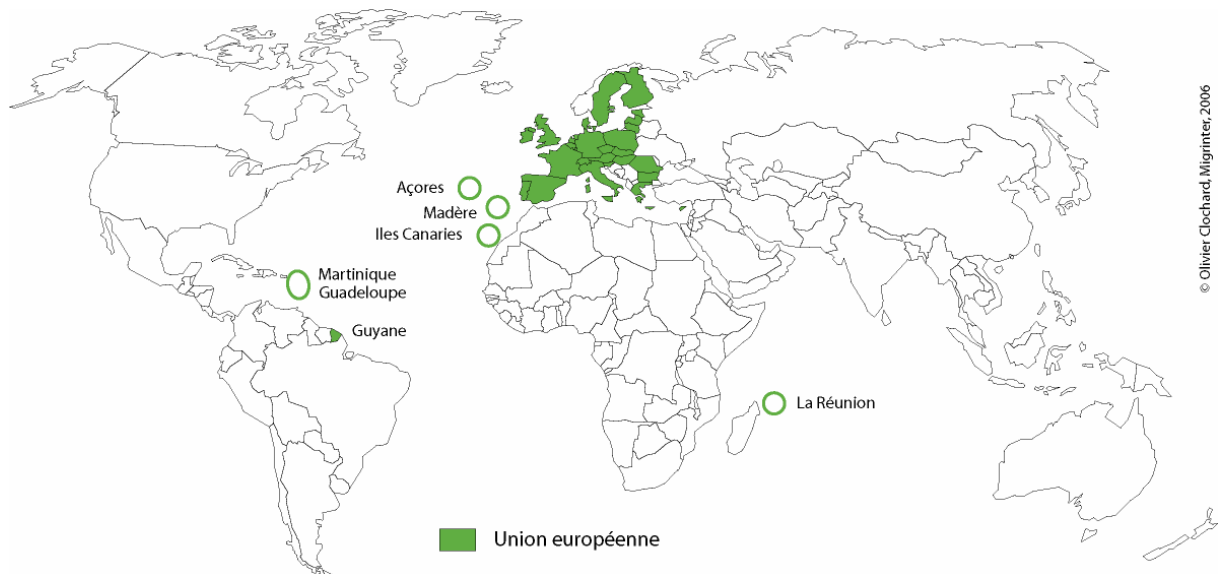 Açores
Madère
Iles Canaries
Martinique
Guadeloupe
Guyane
La Réunion
Union européenne
© Olivier Clochard, Migrinter, 2006